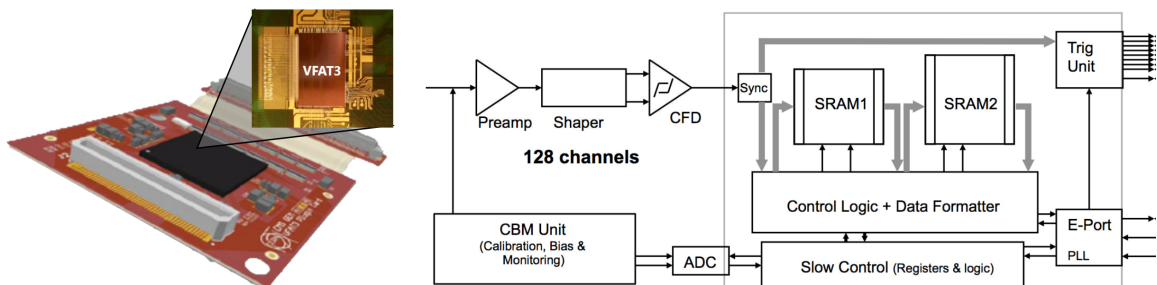 VFAT3
Preamp
Shaper
CFD
128 channels
Sync
SRAM1
SRAM2
Trig
Unit
Control Logic + Data Formatter
E-Port
PLL
CBM Unit
(Calibration, Bias &
Monitoring)
ADC
Slow Control (Registers & logic)